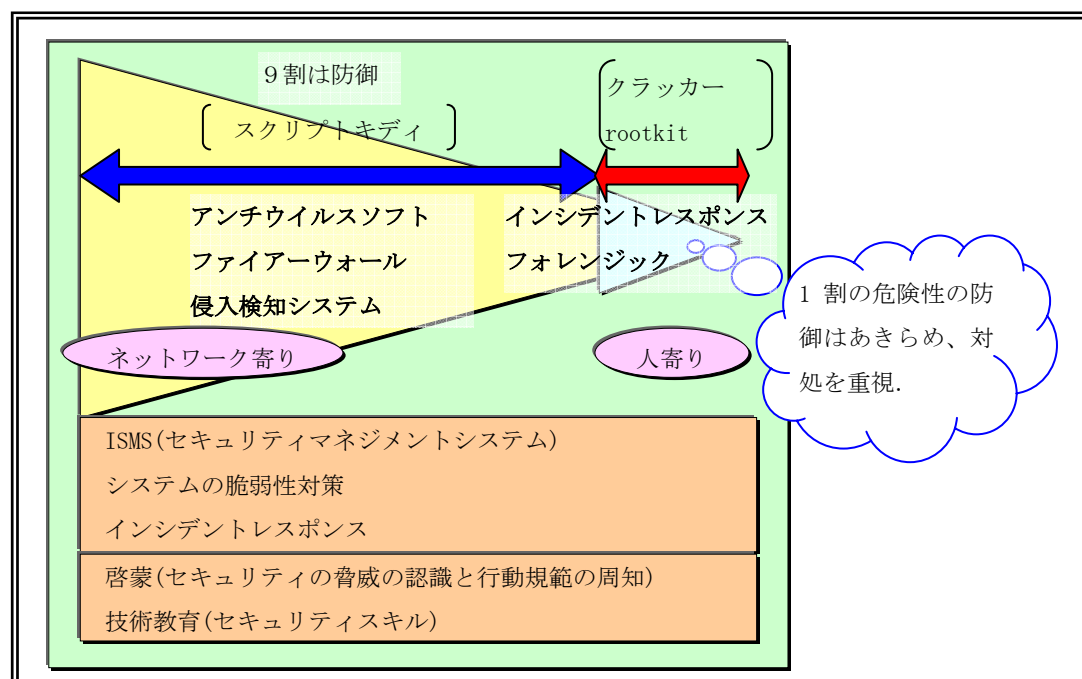 ９割は防御
スクリプトキディ
クラッカー
rootkit
アンチウイルスソフト
ファイアーウォール
侵入検知システム
インシデントレスポンス
フォレンジック
ネットワーク寄り
人寄り
1 割の危険性の防
御はあきらめ、対
処を重視.
ISMS(セキュリティマネジメントシステム)
システムの脆弱性対策
インシデントレスポンス
啓蒙(セキュリティの脅威の認識と行動規範の周知)
技術教育(セキュリティスキル)